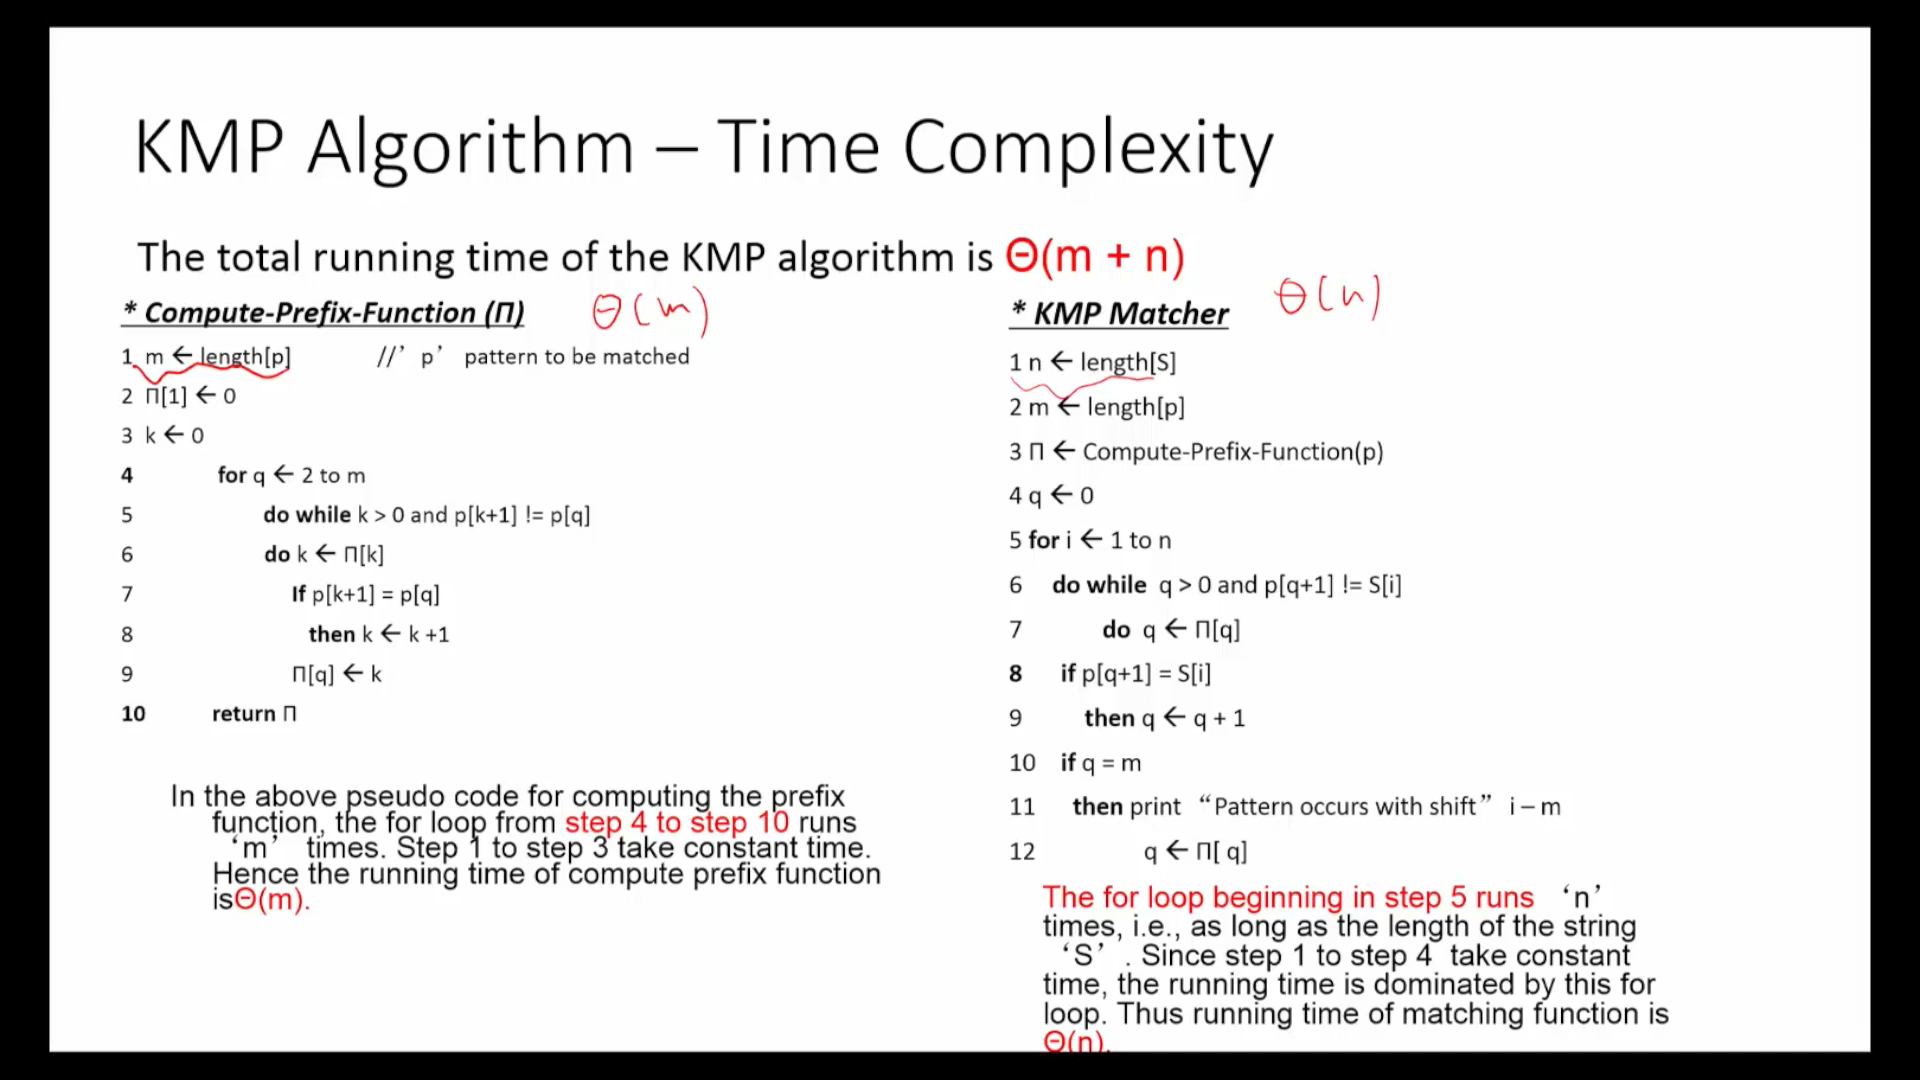 KMP Algorithm – Time Complexity
The total running time of the KMP algorithm is Θ(m + n)
* Compute-Prefix-Function (Π)
Θ(m)
1 m ← length[p] //’ p’ pattern to be matched
2 Π[1] ← 0
3 k ← 0
4 for q ← 2 to m
5 do while k > 0 and p[k+1] != p[q]
6 do k ← Π[k]
7 If p[k+1] = p[q]
8 then k ← k +1
9 Π[q] ← k
10 return Π
In the above pseudo code for computing the prefix
function, the for loop from step 4 to step 10 runs
‘m’ times. Step 1 to step 3 take constant time.
Hence the running time of compute prefix function
isΘ(m).
* KMP Matcher
Θ(n)
1 n ← length[S]
2 m ← length[p]
3 Π ← Compute-Prefix-Function(p)
4 q ← 0
5 for i ← 1 to n
6 do while q > 0 and p[q+1] != S[i]
7 do q ← Π[q]
8 if p[q+1] = S[i]
9 then q ← q + 1
10 if q = m
11 then print “Pattern occurs with shift” i – m
12 q ← Π[ q]
The for loop beginning in step 5 runs ‘n’
times, i.e., as long as the length of the string
‘S’ . Since step 1 to step 4 take constant
time, the running time is dominated by this for
loop. Thus running time of matching function is
Θ(n).